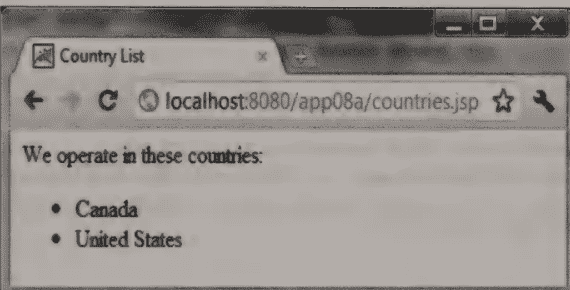 Country List
localhost:8080/app08a/countries.jsp
We operate in these countries:
• Canada
• United States